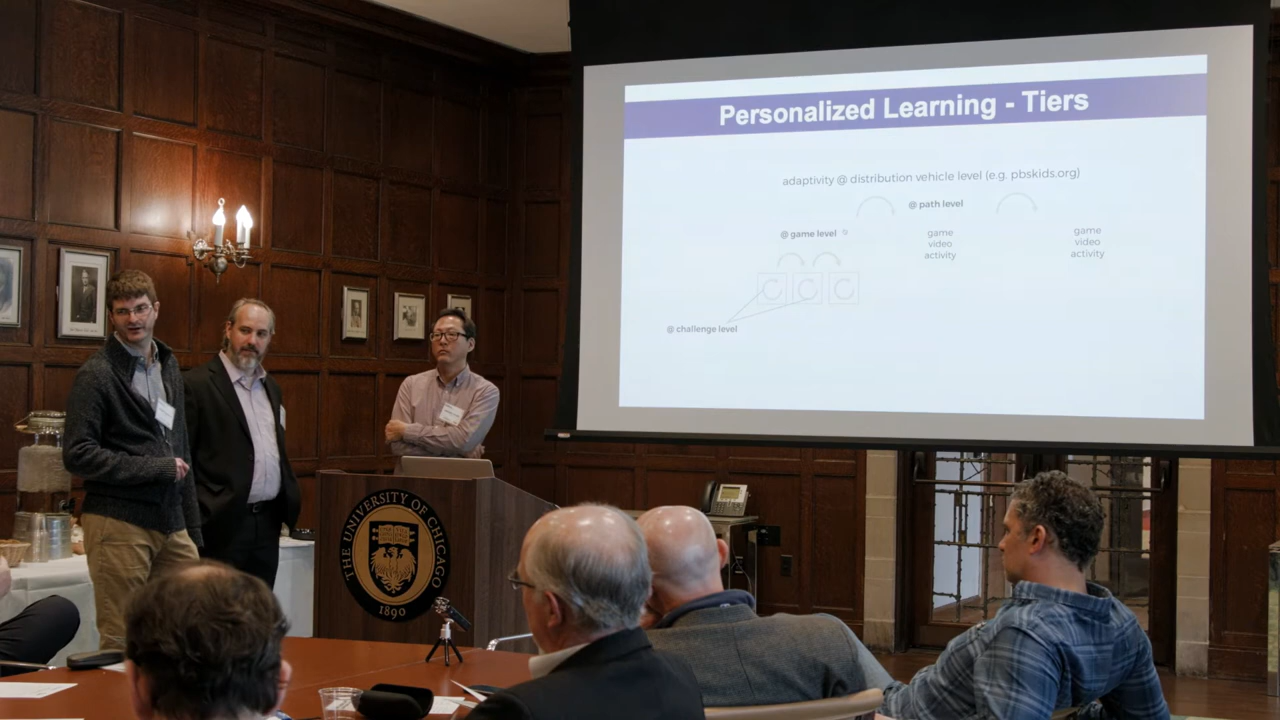 Personalized Learning - Tiers
adaptivity @ distribution vehicle level (e.g. pbskids.org)
@ path level
@ game level
game
video
activity
game
video
activity
@ challenge level
THE UNIVERSITY OF CHICAGO
1890